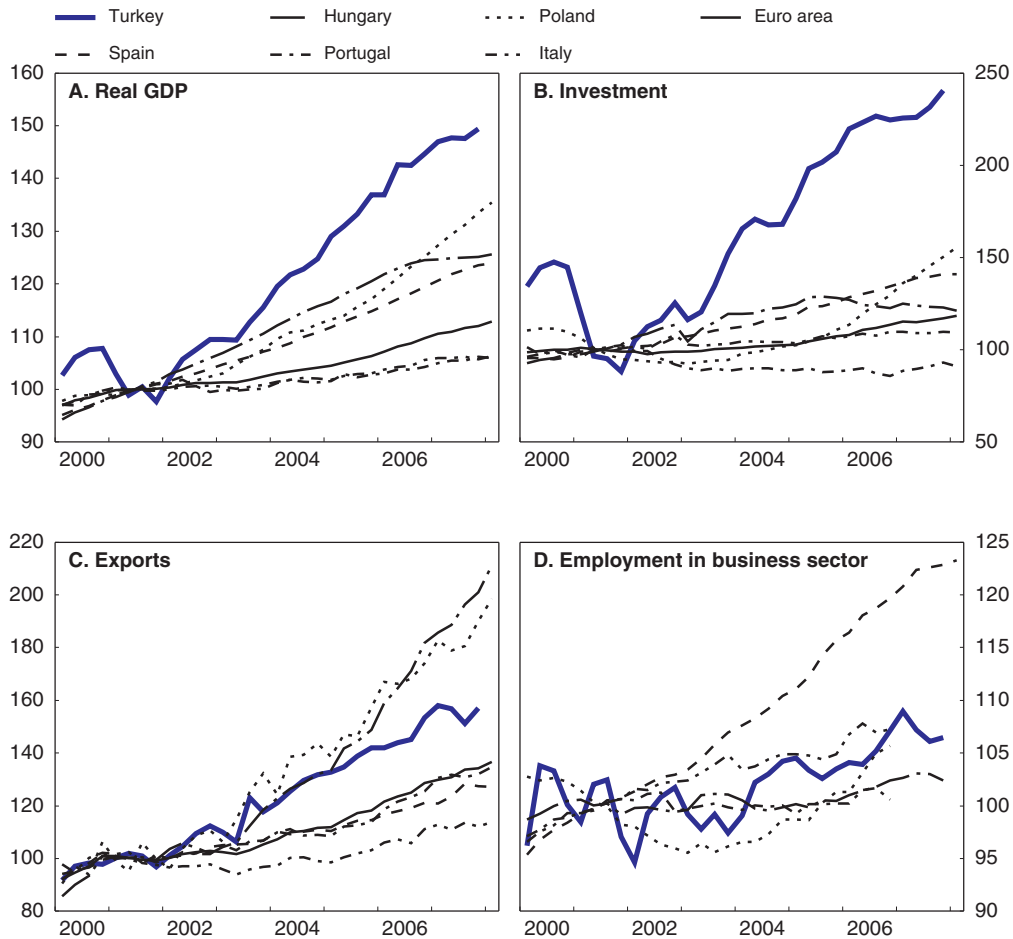 Turkey Hungary Poland Euro area
Spain Portugal Italy
A. Real GDP
160
150
140
130
120
110
100
90
2000 2002 2004 2006
B. Investment
250
200
150
100
50
2000 2002 2004 2006
C. Exports
220
200
180
160
140
120
100
80
2000 2002 2004 2006
D. Employment in business sector
125
120
115
110
105
100
95
90
2000 2002 2004 2006